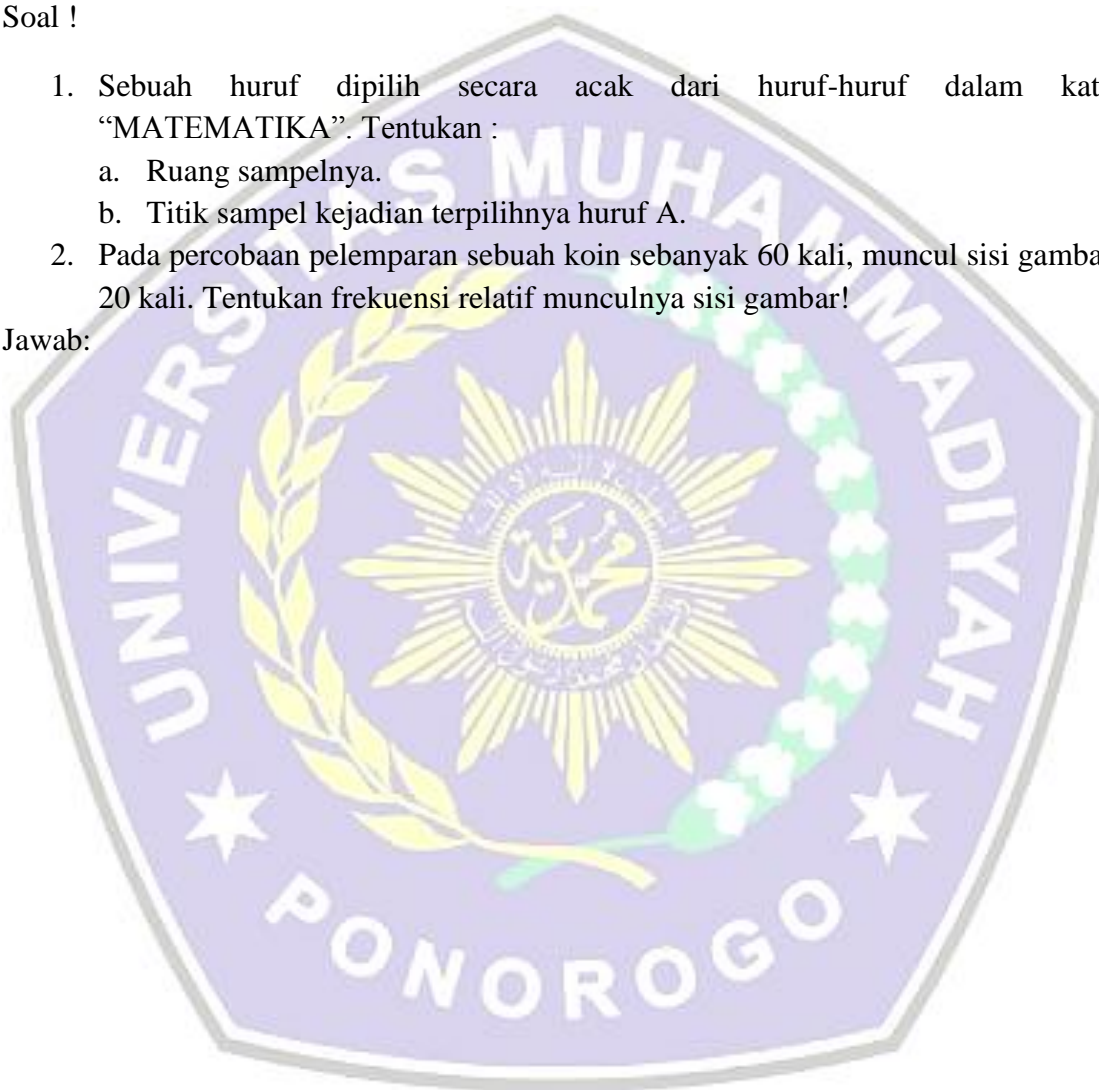 Soal !
1. Sebuah huruf dipilih secara acak dari huruf-huruf dalam kat
“MATEMATIKA”. Tentukan :
a. Ruang sampelnya.
b. Titik sampel kejadian terpilihnya huruf A.
2. Pada percobaan pelemparan sebuah koin sebanyak 60 kali, muncul sisi gamba
20 kali. Tentukan frekuensi relatif munculnya sisi gambar!
Jawab:
UNIVERSITAS MUHAMMADIYAH
PONOROGO